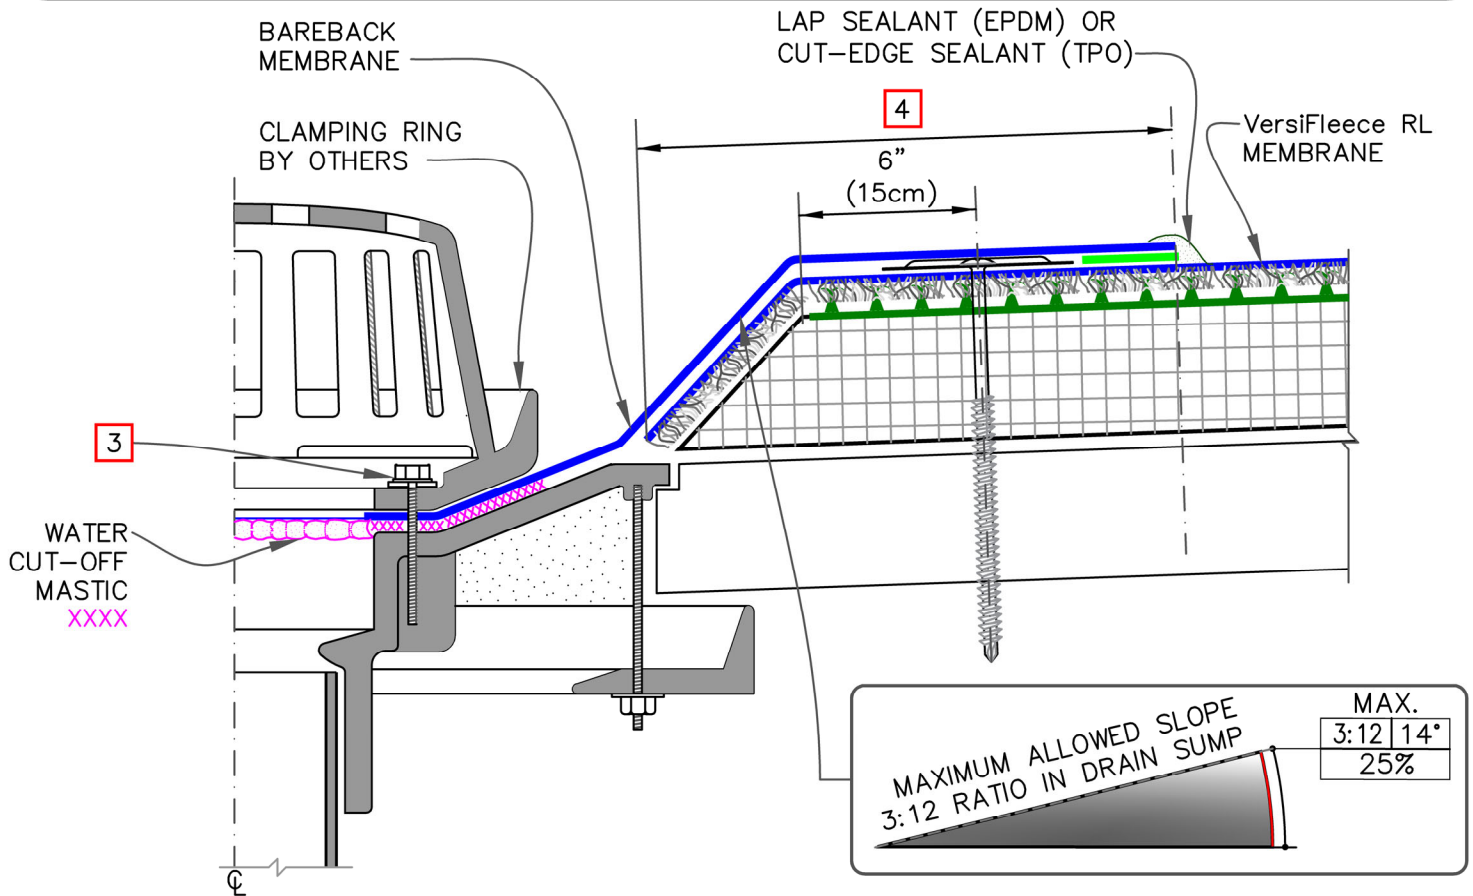 BAREBACK
MEMBRANE
LAP SEALANT (EPDM) OR
CUT-EDGE SEALANT (TPO)
4
CLAMPING RING
BY OTHERS
VersiFleece RL
MEMBRANE
6"
(15cm)
3
WATER
CUT-OFF
MASTIC
XXXX
MAXIMUM ALLOWED SLOPE
3:12 RATIO IN DRAIN SUMP
MAX.
3:12 14°
25%
℄